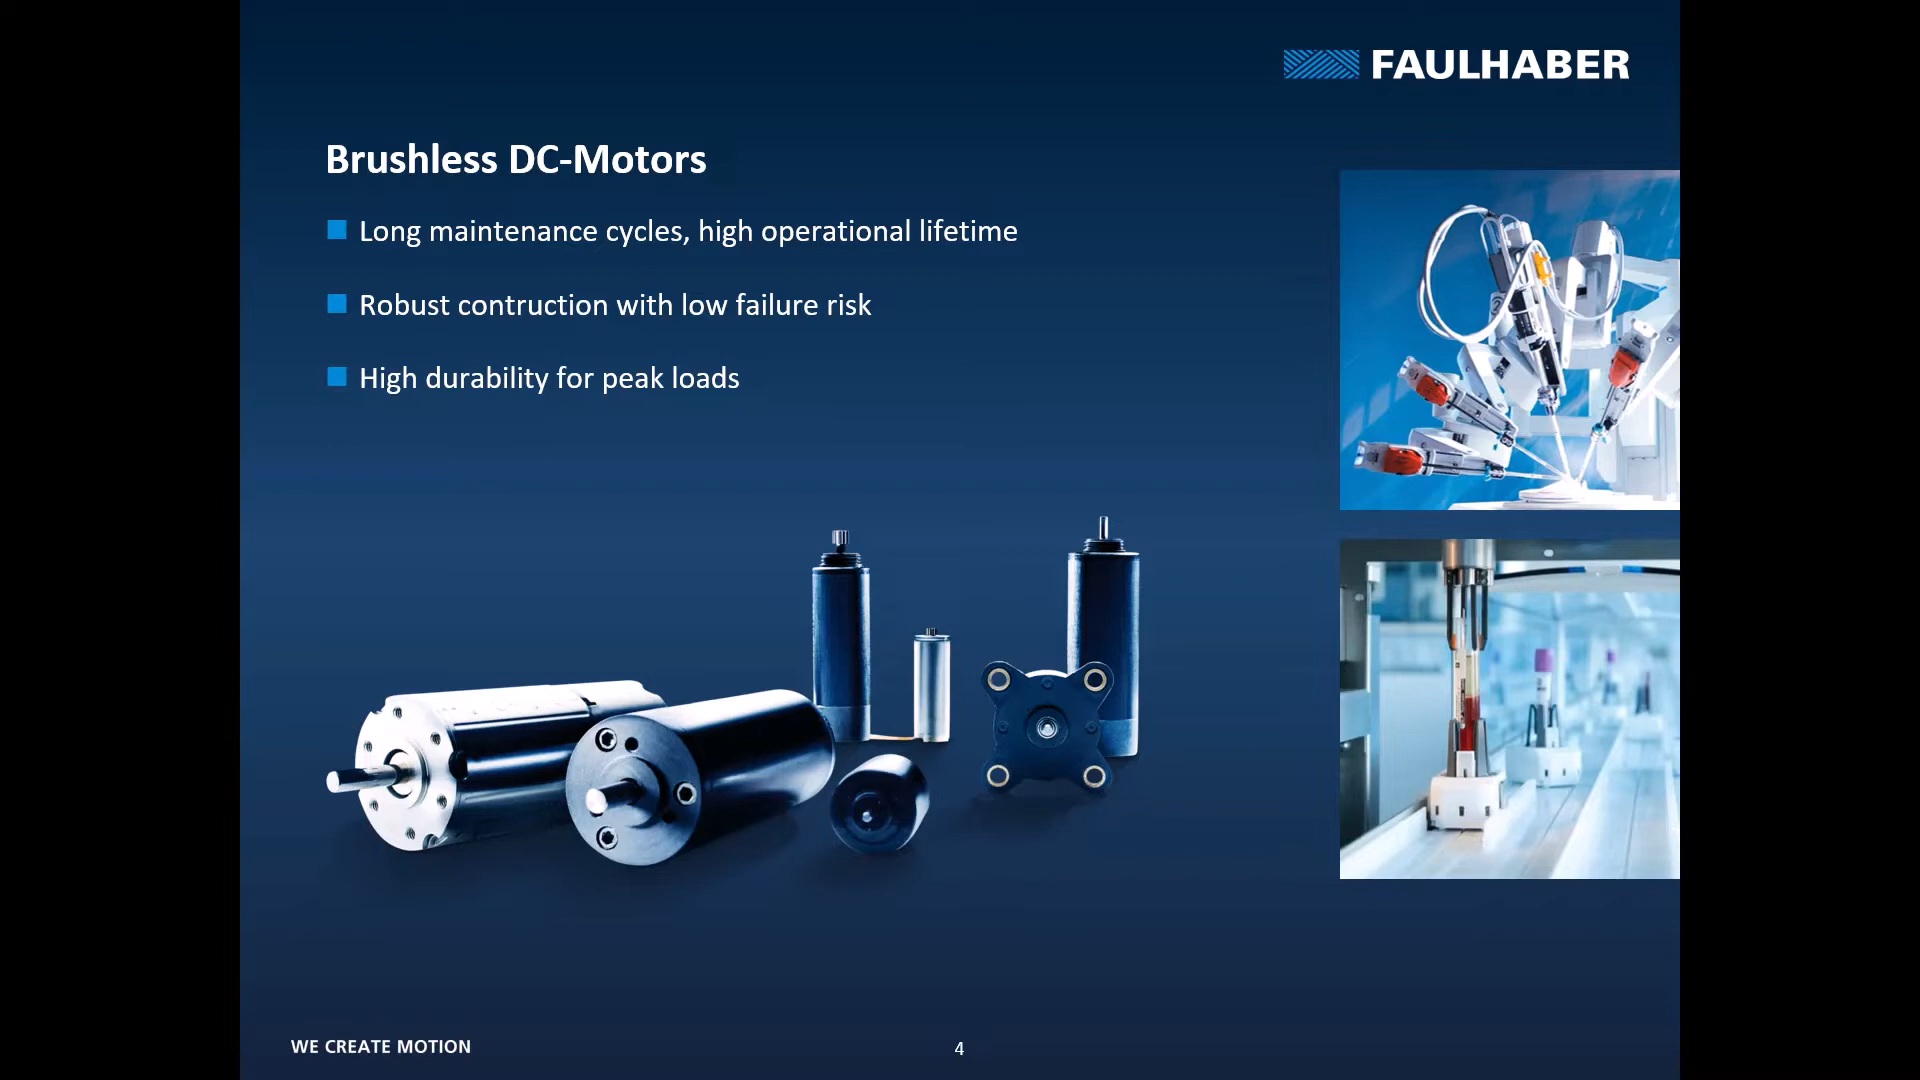 FAULHABER
Brushless DC-Motors
Long maintenance cycles, high operational lifetime
Robust contruction with low failure risk
High durability for peak loads
WE CREATE MOTION
4